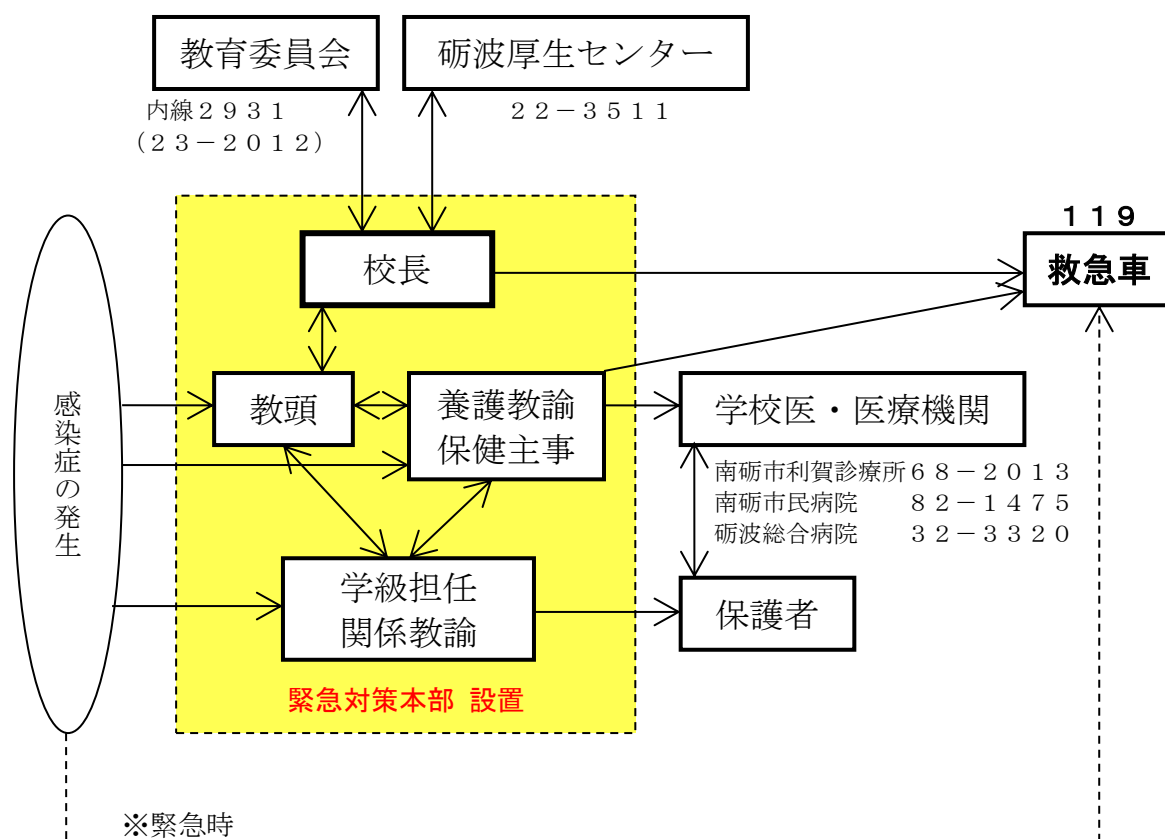 教育委員会
砺波厚生センター
内線２９３１
（２３－２０１２）
２２－３５１１
１１９
救急車
校長
感染症の発生
教頭
養護教諭
保健主事
学校医・医療機関
南砺市利賀診療所６８－２０１３
南砺市民病院　　８２－１４７５
砺波総合病院　　３２－３３２０
学級担任
関係教諭
保護者
緊急対策本部 設置
※緊急時